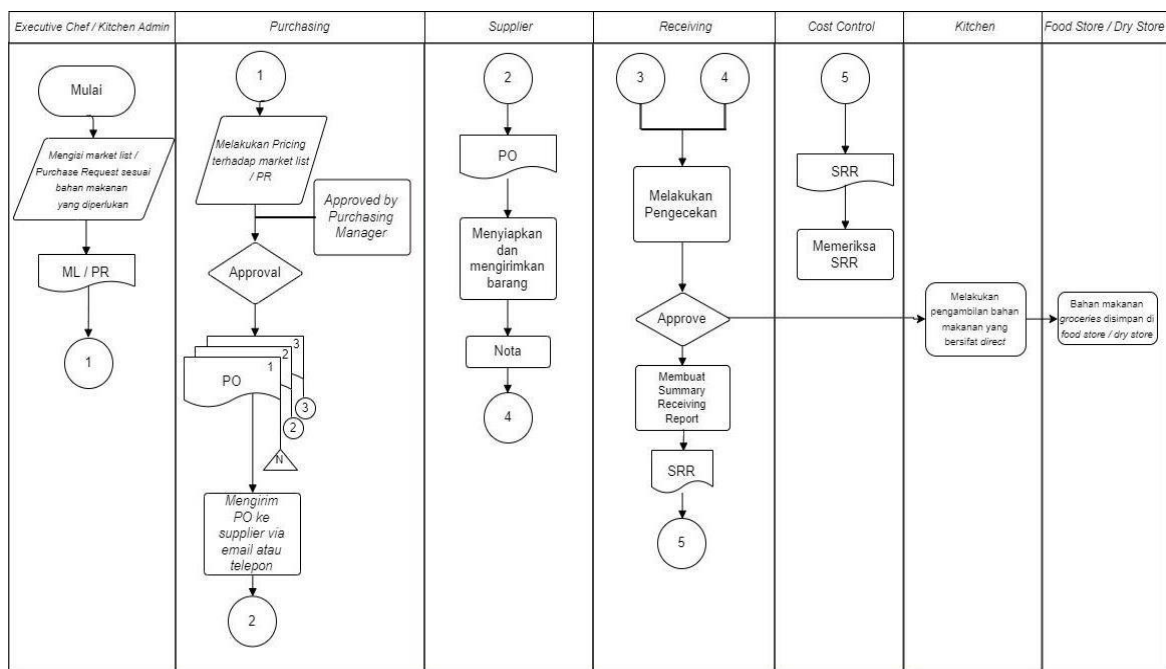 Executive Chef / Kitchen Admin
Purchasing
Supplier
Receiving
Cost Control
Kitchen
Food Store / Dry Store
Mulai
Mengisi market list /
Purchase Request sesuai
bahan makanan
yang diperlukan
ML / PR
1
1
Melakukan Pricing
terhadap market list
/ PR
Approved by
Purchasing
Manager
Approval
3
2
1
PO
3
2
N
Mengirim
PO ke
supplier via
email atau
telepon
2
2
PO
Menyiapkan
dan
mengirimkan
barang
Nota
4
3
4
Melakukan
Pengecekan
Approve
Membuat
Summary
Receiving
Report
SRR
5
5
SRR
Memeriksa
SRR
Melakukan
pengambilan bahan
makanan yang
bersifat direct
Bahan makanan
groceries disimpan di
food store / dry store